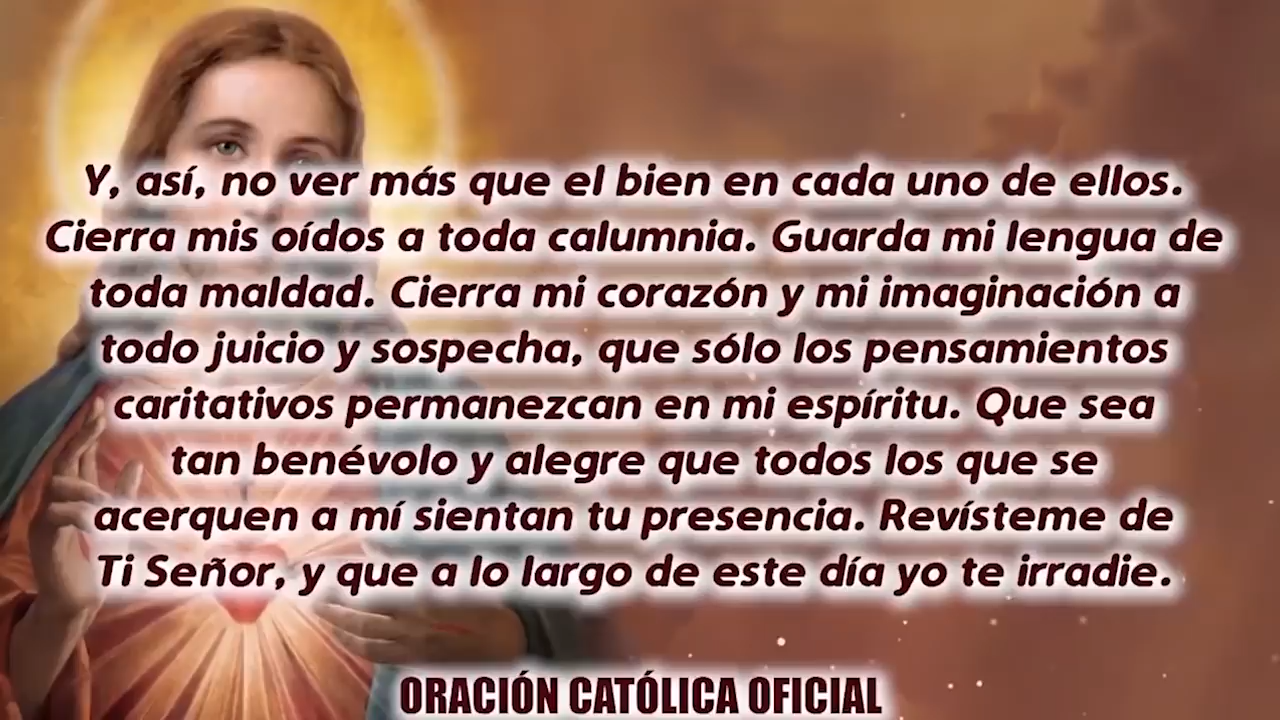 Y, así, no ver más que el bien en cada uno de ellos.
Cierra mis oídos a toda calumnia. Guarda mi lengua de
toda maldad. Cierra mi corazón y mi imaginación a
todo juicio y sospecha, que sólo los pensamientos
caritativos permanezcan en mi espíritu. Que sea
tan benévolo y alegre que todos los que se
acerquen a mí sientan tu presencia. Revísteme de
Ti Señor, y que a lo largo de este día yo te irradie.
ORACIÓN CATÓLICA OFICIAL